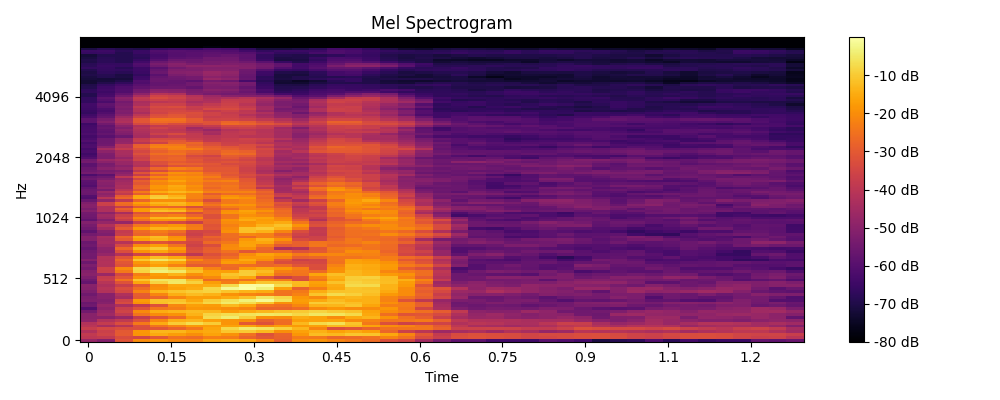 Mel Spectrogram
Hz
4096
2048
1024
512
0
0 0.15 0.3 0.45 0.6 0.75 0.9 1.1 1.2
Time
-10 dB
-20 dB
-30 dB
-40 dB
-50 dB
-60 dB
-70 dB
-80 dB